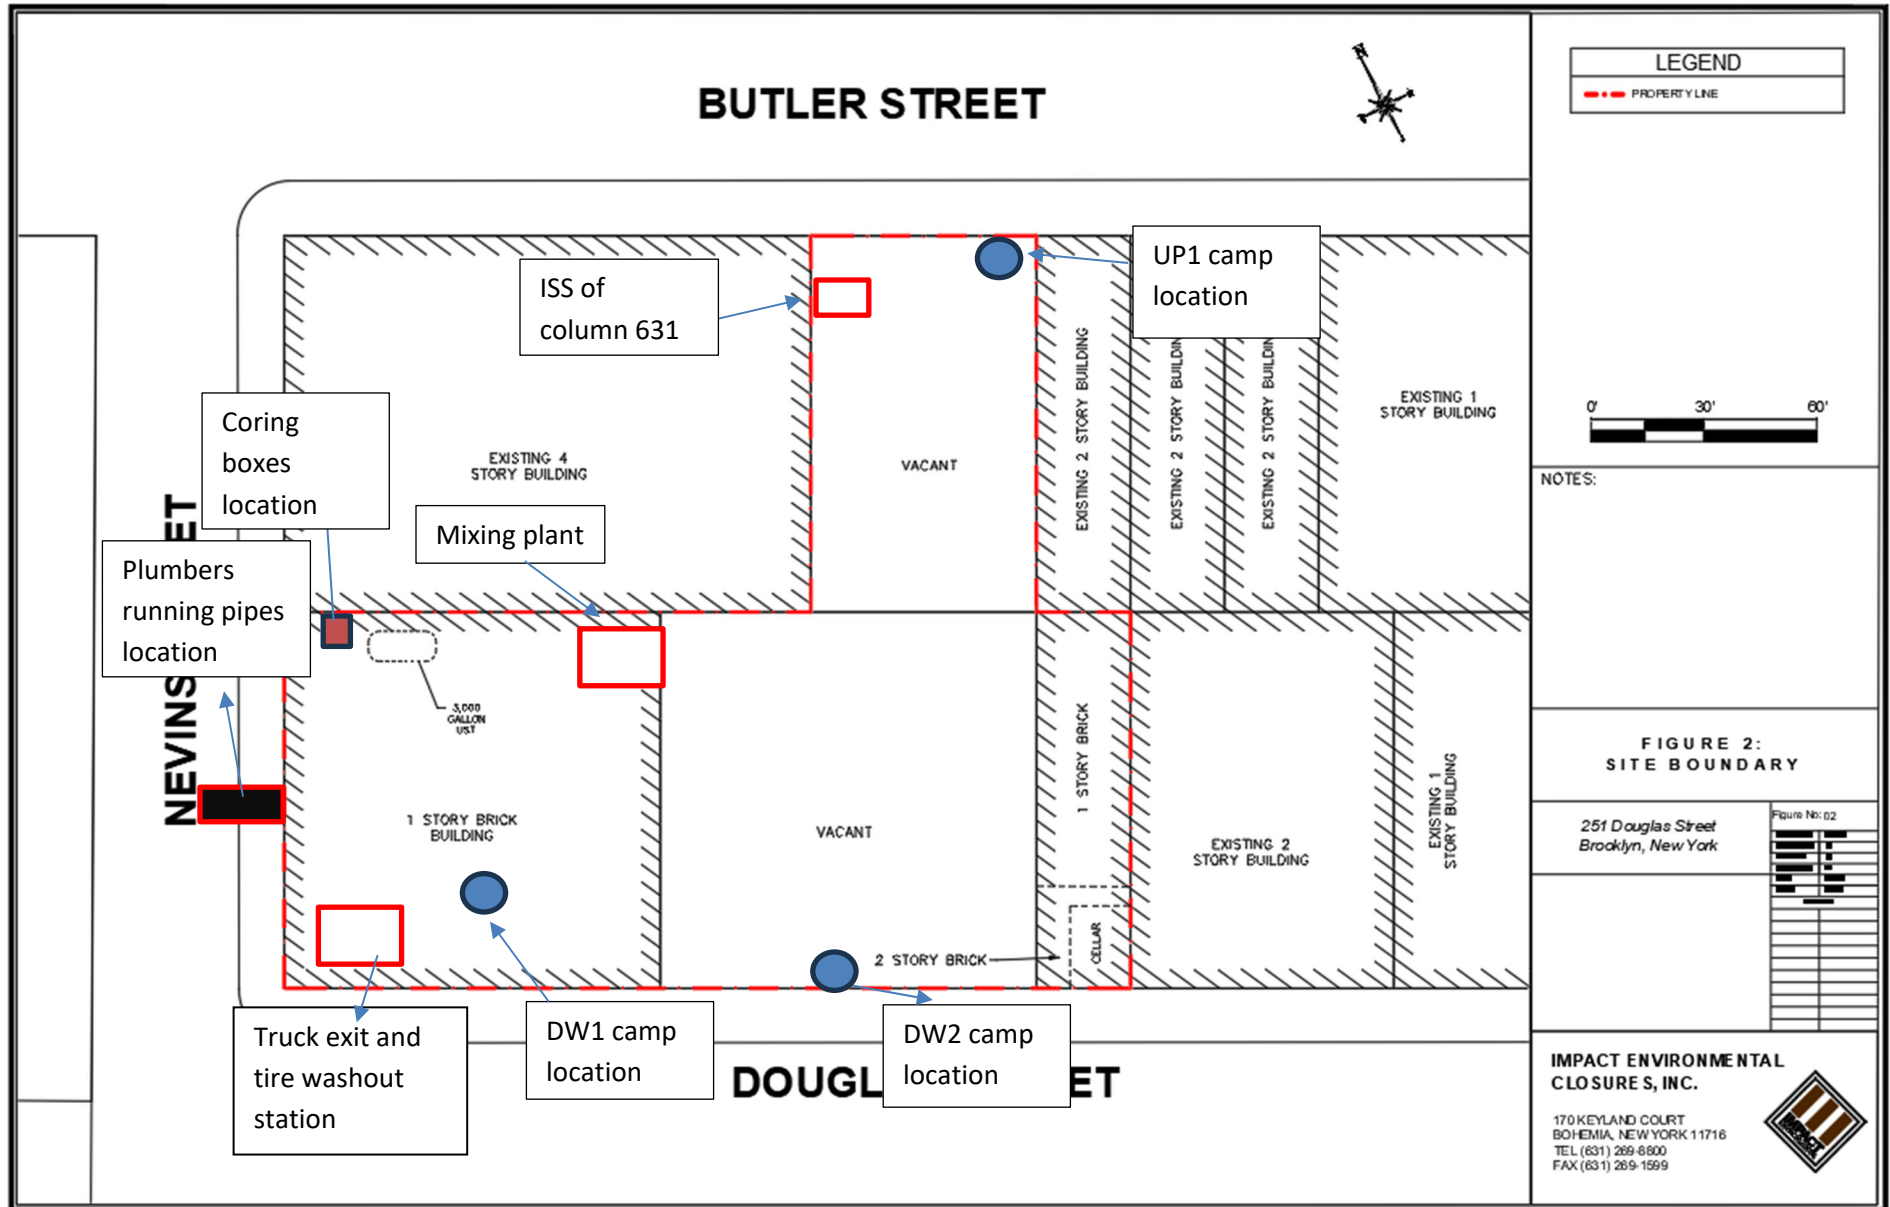 BUTLER STREET
N
LEGEND
PROPERTY LINE
UP1 camp
location
ISS of
column 631
0' 30' 60'
EXISTING 2 STORY BUILDING
EXISTING 2 STORY BUILDIN
EXISTING 2 STORY BUILDIN
EXISTING 1
STORY BUILDING
Coring
boxes
location
EXISTING 4
STORY BUILDING
VACANT
NOTES:
Mixing plant
Plumbers
running pipes
location
NEVINS
ET
3,000
GALLON
UST
1 STORY BRICK
FIGURE 2:
SITE BOUNDARY
1 STORY BRICK
BUILDING
VACANT
EXISTING 2
STORY BUILDING
EXISTING 1
STORY BUILDING
251 Douglas Street
Brooklyn, New York
Figure No: 02
2 STORY BRICK
CELLAR
Truck exit and
tire washout
station
DW1 camp
location
DW2 camp
location
DOUGL
ET
IMPACT ENVIRONMENTAL
CLOSURES, INC.
170 KEYLAND COURT
BOHEMIA, NEW YORK 11716
TEL (631) 269-8800
FAX (631) 269-1599
IMPACT